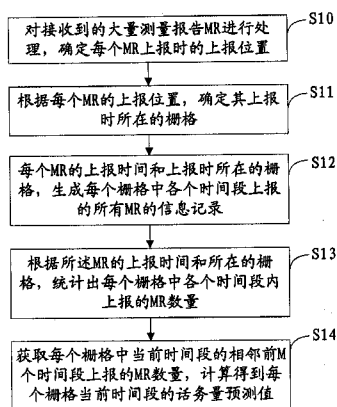 对接收到的大量测量报告MR进行处
理，确定每个MR上报时的上报位置
S10
根据每个MR的上报位置，确定其上报
时所在的栅格
S11
每个MR的上报时间和上报时所在的栅
格，生成每个栅格中各个时间段上报
的所有MR的信息记录
S12
根据所述MR的上报时间和所在的栅
格，统计出每个栅格中各个时间段内
上报的MR数量
S13
获取每个栅格中当前时间段的相邻前M
个时间段上报的MR数量，计算得到每
个栅格当前时间段的话务量预测值
S14